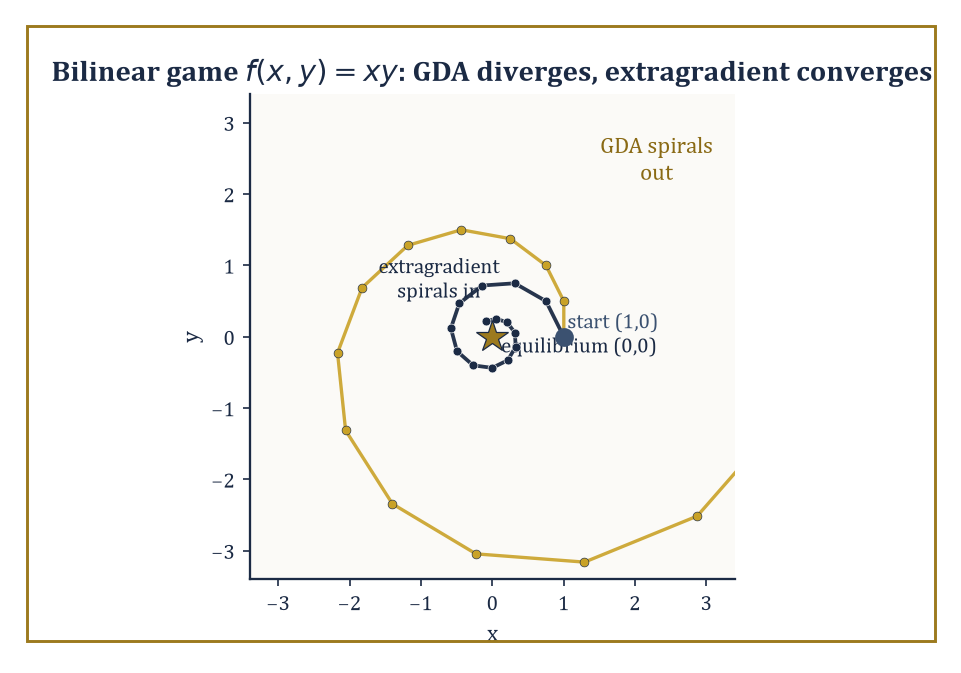 Bilinear game f(x, y) = xy: GDA diverges, extragradient converges
GDA spirals
out
extragradient
spirals in
start (1,0)
equilibrium (0,0)
y
3
2
1
0
−1
−2
−3
−3 −2 −1 0 1 2 3
x